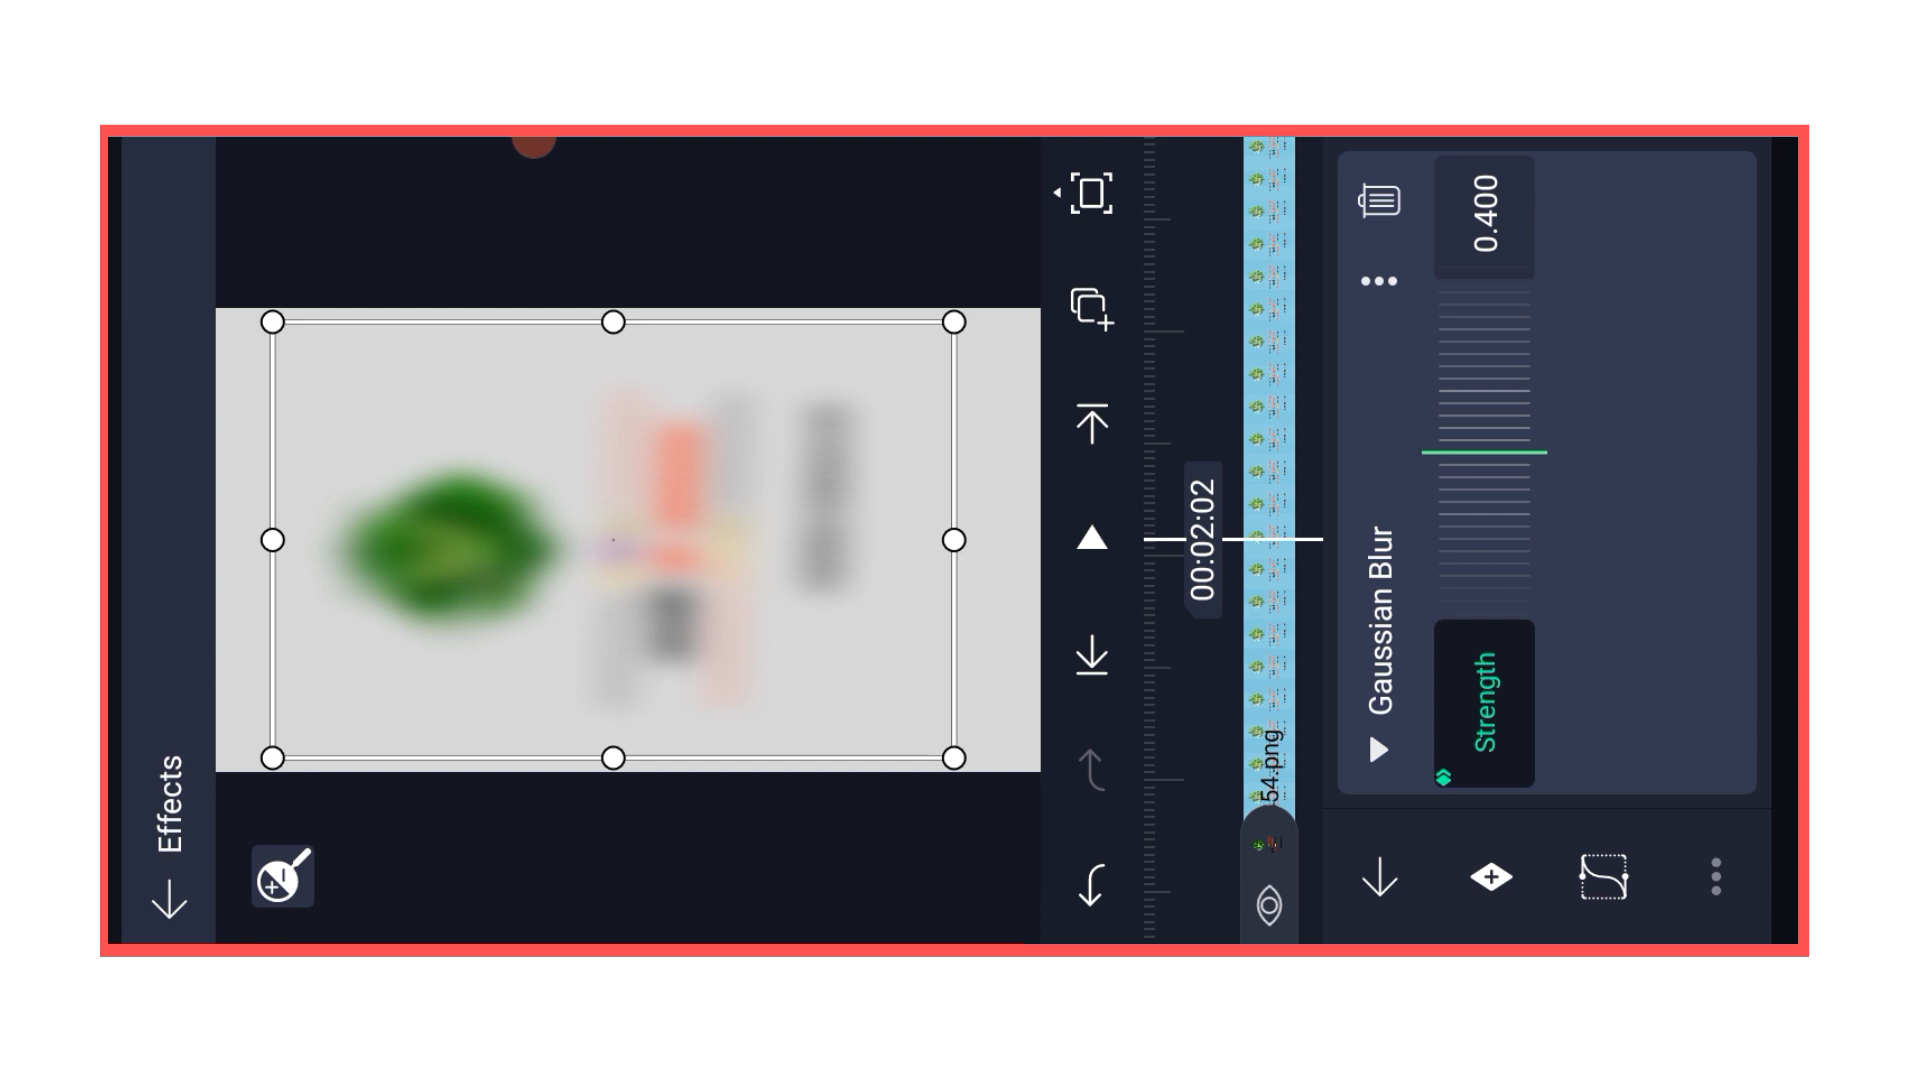 Effects
00:02:02
54.png
Gaussian Blur
Strength
0.400